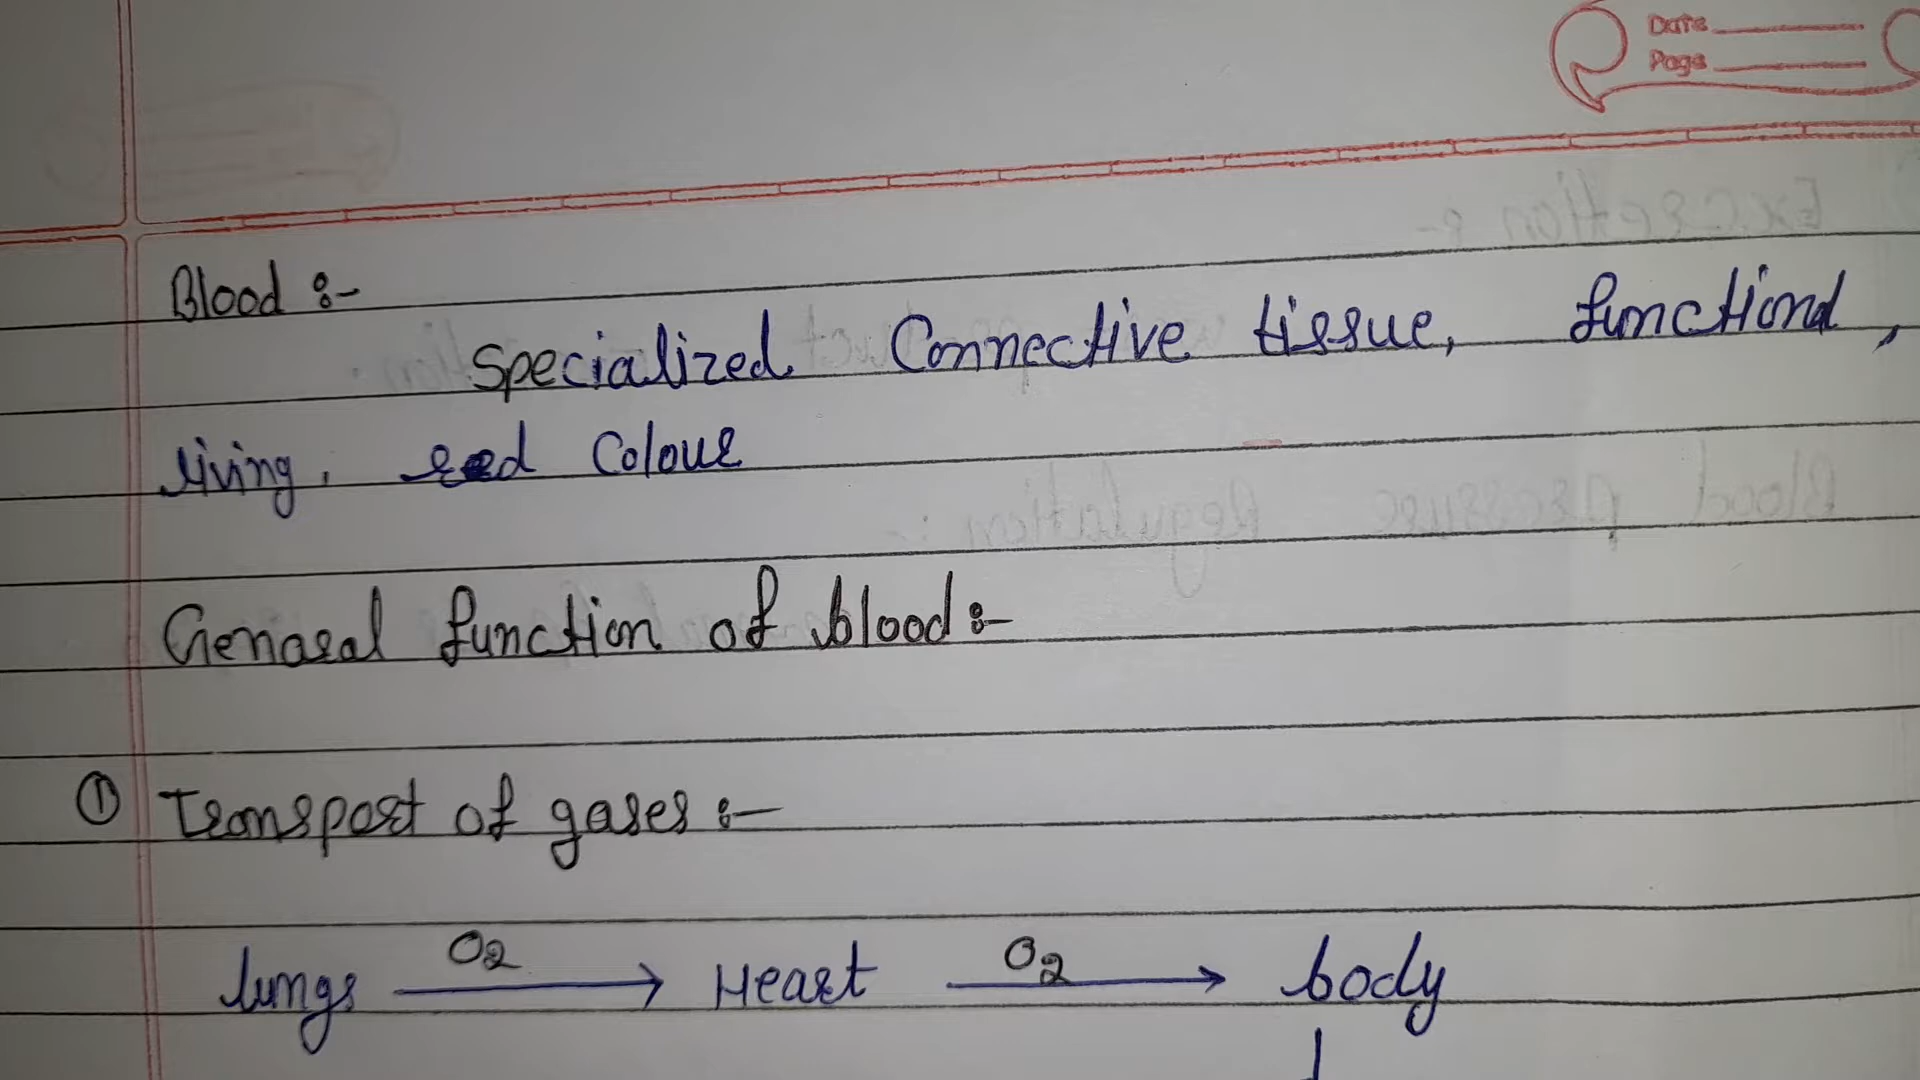 Date
Page
Blood :-
Specialized Connective tissue, functional,
living, red colour
Genaral function of blood :-
① Transport of gases :-
lungs —O2→ Heart —O2→ body